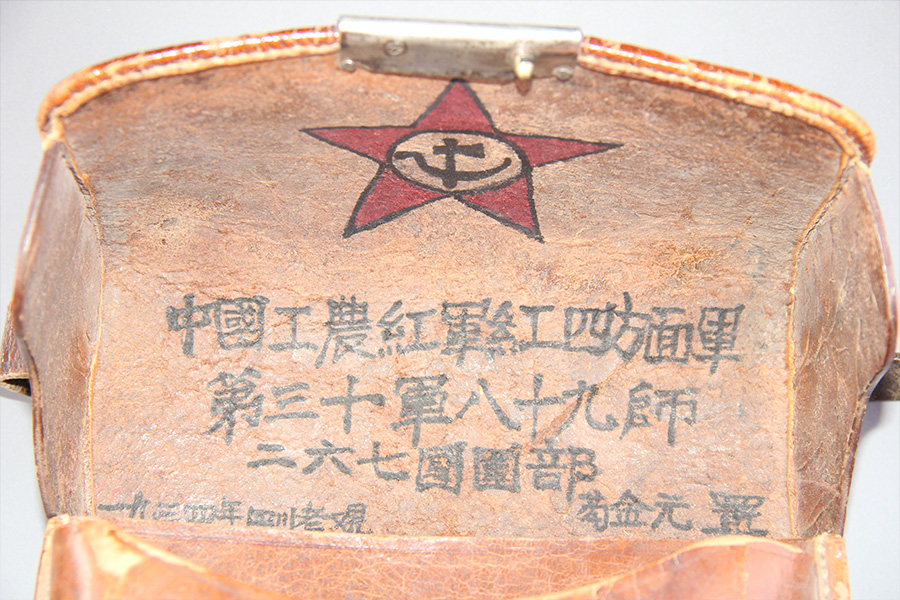 中國工農紅軍紅四方面軍
第三十軍八十九師
二六七團團部
一九三四年四川老覌 苟金元 置